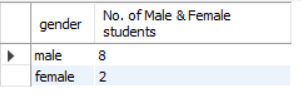 gender No. of Male & Female
students
male 8
female 2